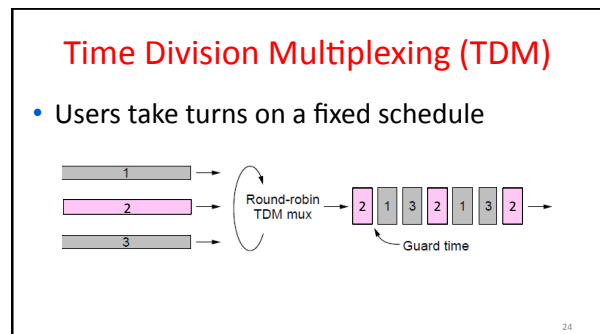 Time Division Multiplexing (TDM)
• Users take turns on a fixed schedule
1
2
3
Round-robin
TDM mux
2 1 3 2 1 3 2
Guard time
24